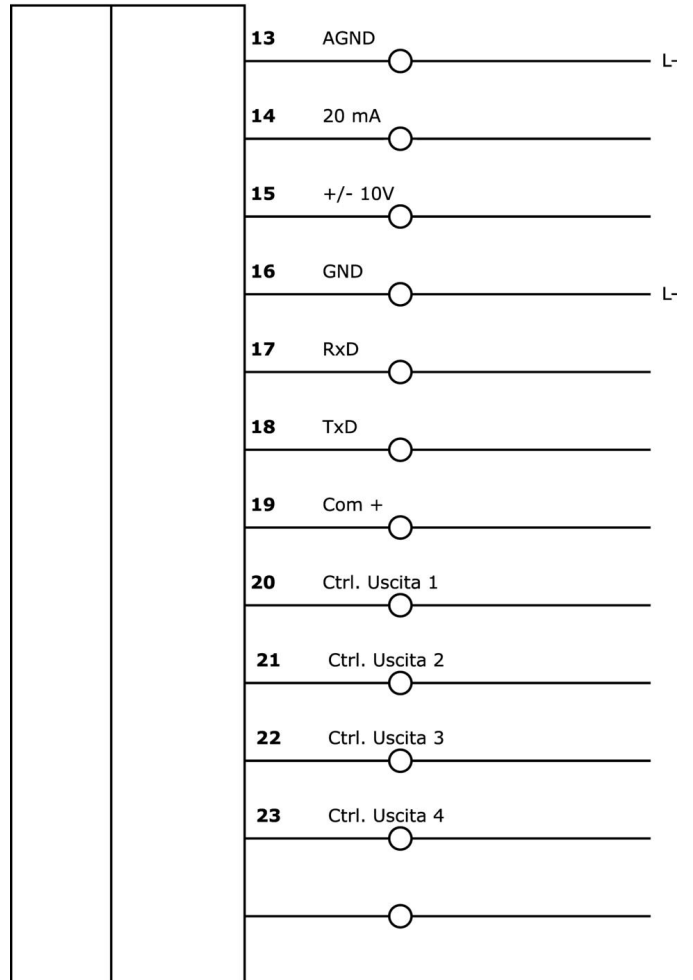 13 AGND
L-
14 20 mA
15 +/- 10V
16 GND
L-
17 RxD
18 TxD
19 Com +
20 Ctrl. Uscita 1
21 Ctrl. Uscita 2
22 Ctrl. Uscita 3
23 Ctrl. Uscita 4